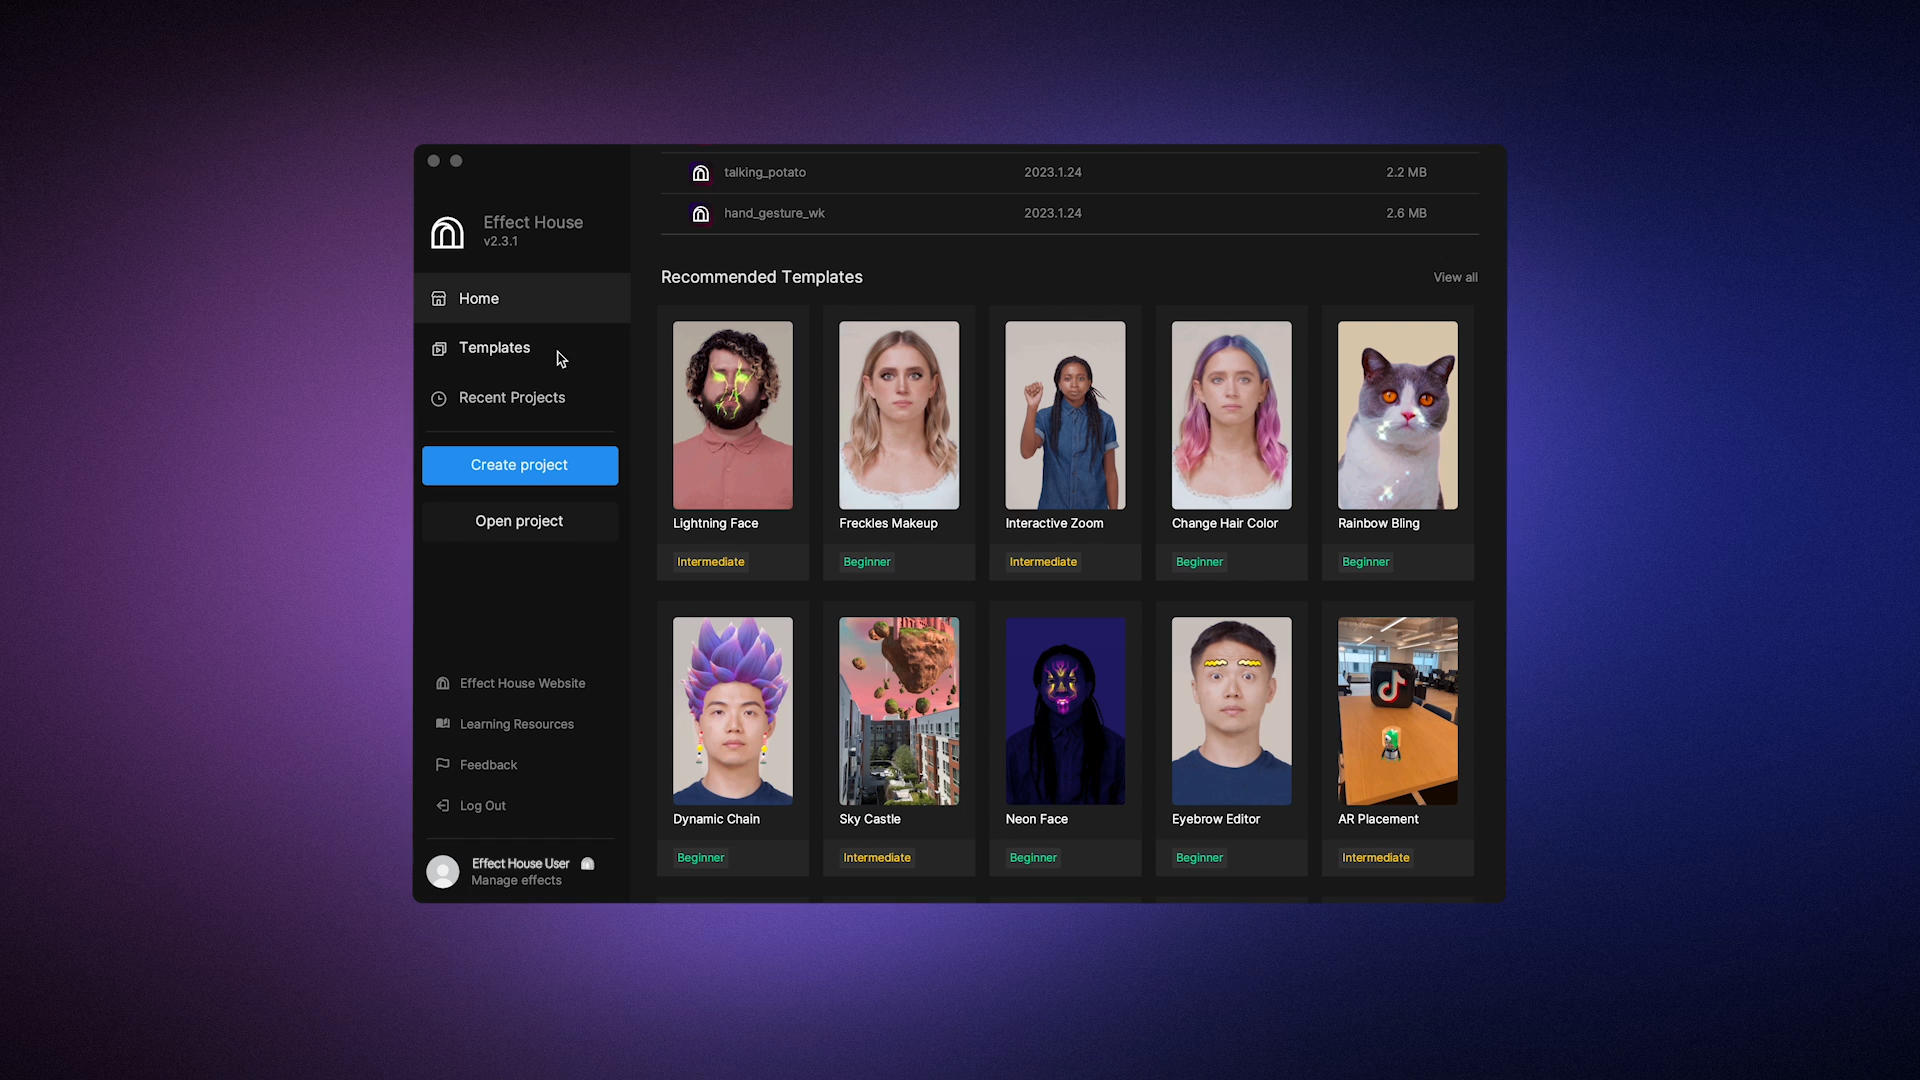 Effect House
v2.3.1
Home
Templates
Recent Projects
Create project
Open project
Effect House Website
Learning Resources
Feedback
Log Out
Effect House User
Manage effects
talking_potato 2023.1.24 2.2 MB
hand_gesture_wk 2023.1.24 2.6 MB
Recommended Templates View all
Lightning Face Freckles Makeup Interactive Zoom Change Hair Color Rainbow Bling
Intermediate Beginner Intermediate Beginner Beginner
Dynamic Chain Sky Castle Neon Face Eyebrow Editor AR Placement
Beginner Intermediate Beginner Beginner Intermediate